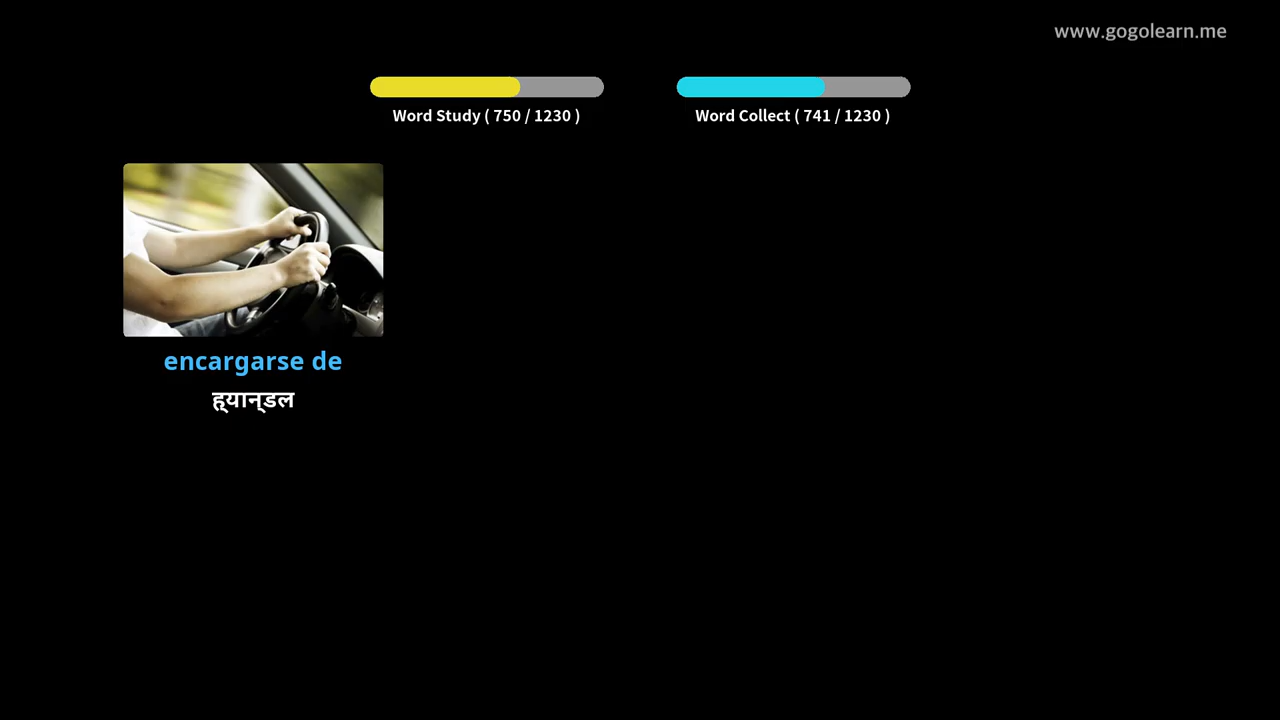 www.gogolearn.me
Word Study ( 750 / 1230 )
Word Collect ( 741 / 1230 )
encargarse de
ह्यान्डल